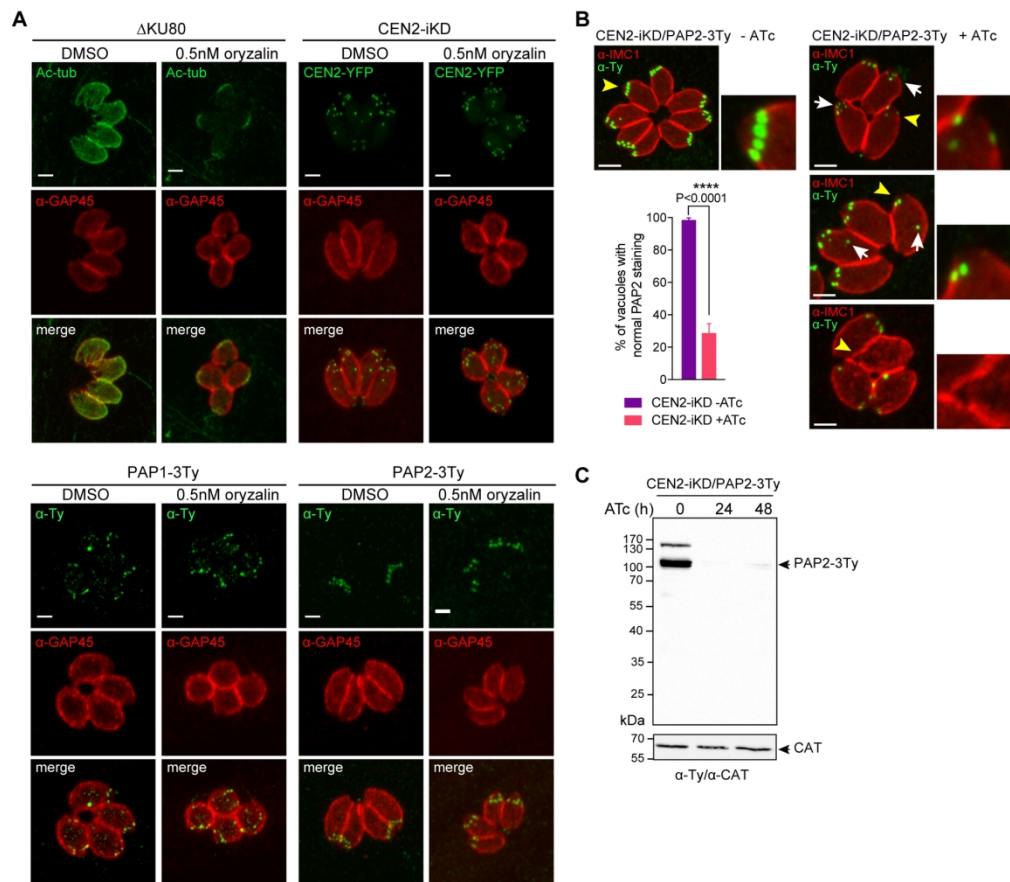 A
ΔKU80
CEN2-iKD
DMSO
0.5nM oryzalin
DMSO
0.5nM oryzalin
Ac-tub
Ac-tub
CEN2-YFP
CEN2-YFP
α-GAP45
α-GAP45
α-GAP45
α-GAP45
merge
merge
merge
merge
PAP1-3Ty
PAP2-3Ty
DMSO
0.5nM oryzalin
DMSO
0.5nM oryzalin
α-Ty
α-Ty
α-Ty
α-Ty
α-GAP45
α-GAP45
α-GAP45
α-GAP45
merge
merge
merge
merge
B
CEN2-iKD/PAP2-3Ty - ATc
CEN2-iKD/PAP2-3Ty + ATc
α-IMC1
α-Ty
α-IMC1
α-Ty
α-IMC1
α-Ty
α-IMC1
α-Ty
****
P<0.0001
% of vacuoles with
normal PAP2 staining
100
80
60
40
20
0
CEN2-iKD -ATc
CEN2-iKD +ATc
C
CEN2-iKD/PAP2-3Ty
ATc (h) 0 24 48
170
130
100
70
55
40
35
25
kDa
PAP2-3Ty
70
55
CAT
α-Ty/α-CAT